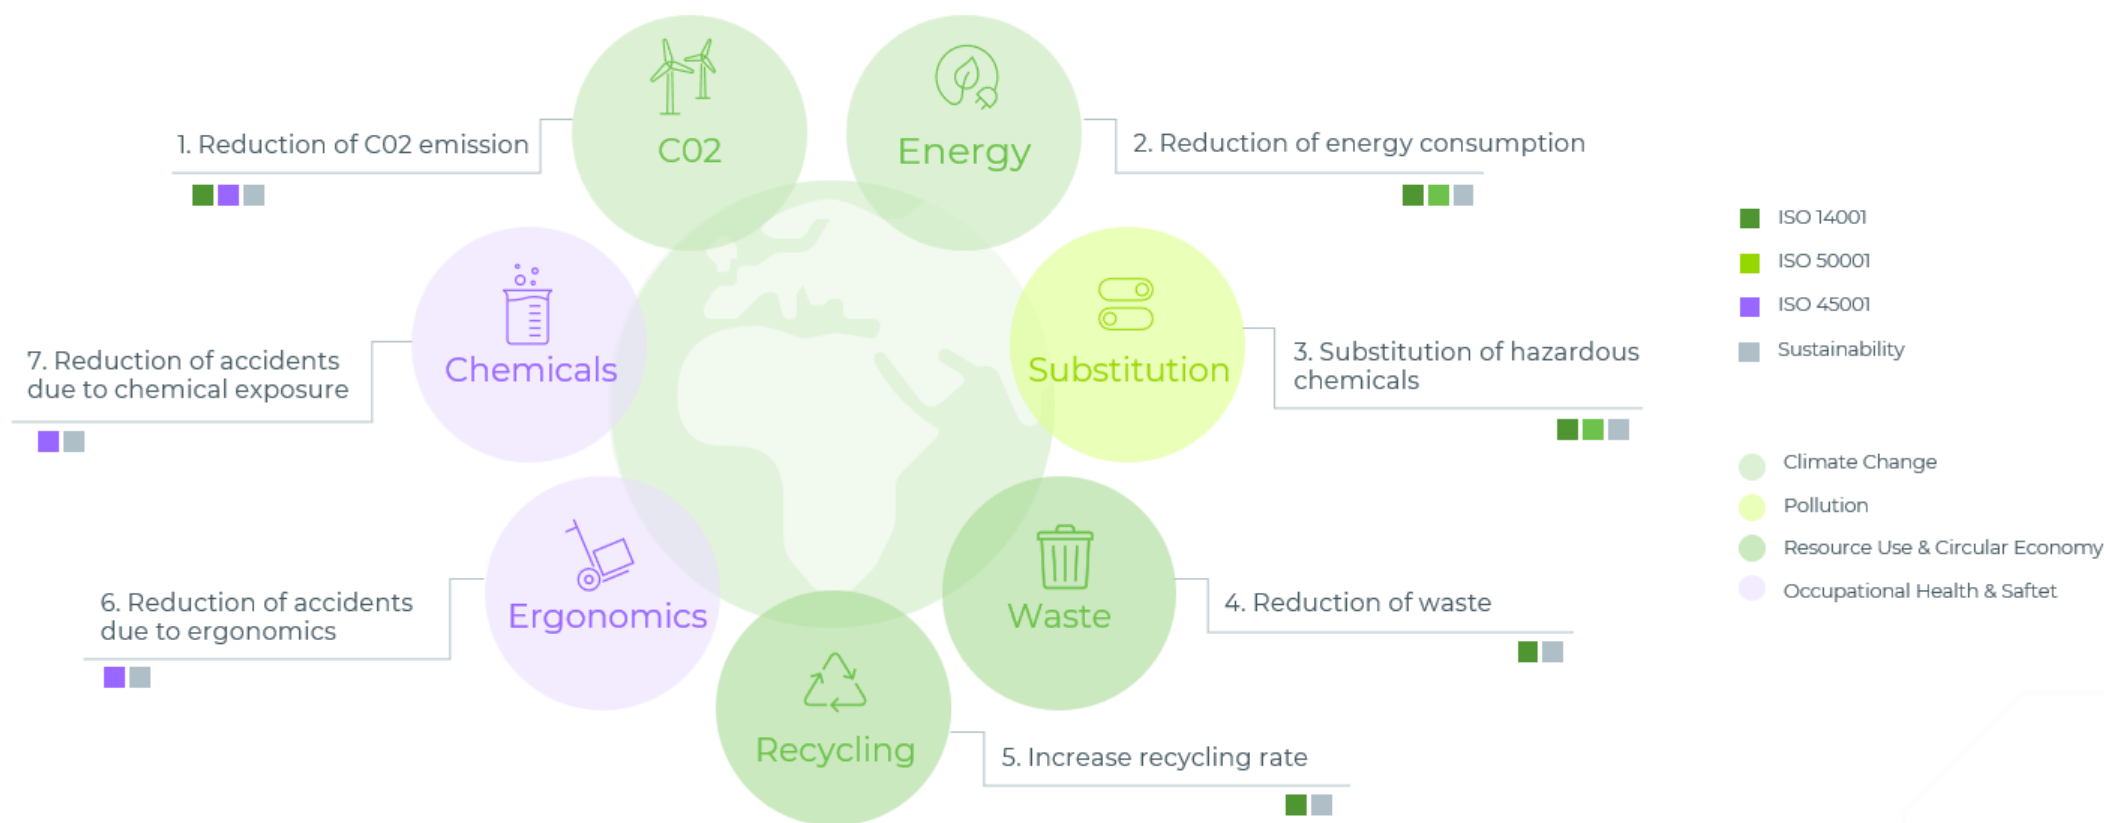 C02
Energy
1. Reduction of C02 emission
2. Reduction of energy consumption
Chemicals
Substitution
7. Reduction of accidents
due to chemical exposure
3. Substitution of hazardous
chemicals
Ergonomics
Waste
6. Reduction of accidents
due to ergonomics
4. Reduction of waste
Recycling
5. Increase recycling rate
ISO 14001
ISO 50001
ISO 45001
Sustainability
Climate Change
Pollution
Resource Use & Circular Economy
Occupational Health & Saftet